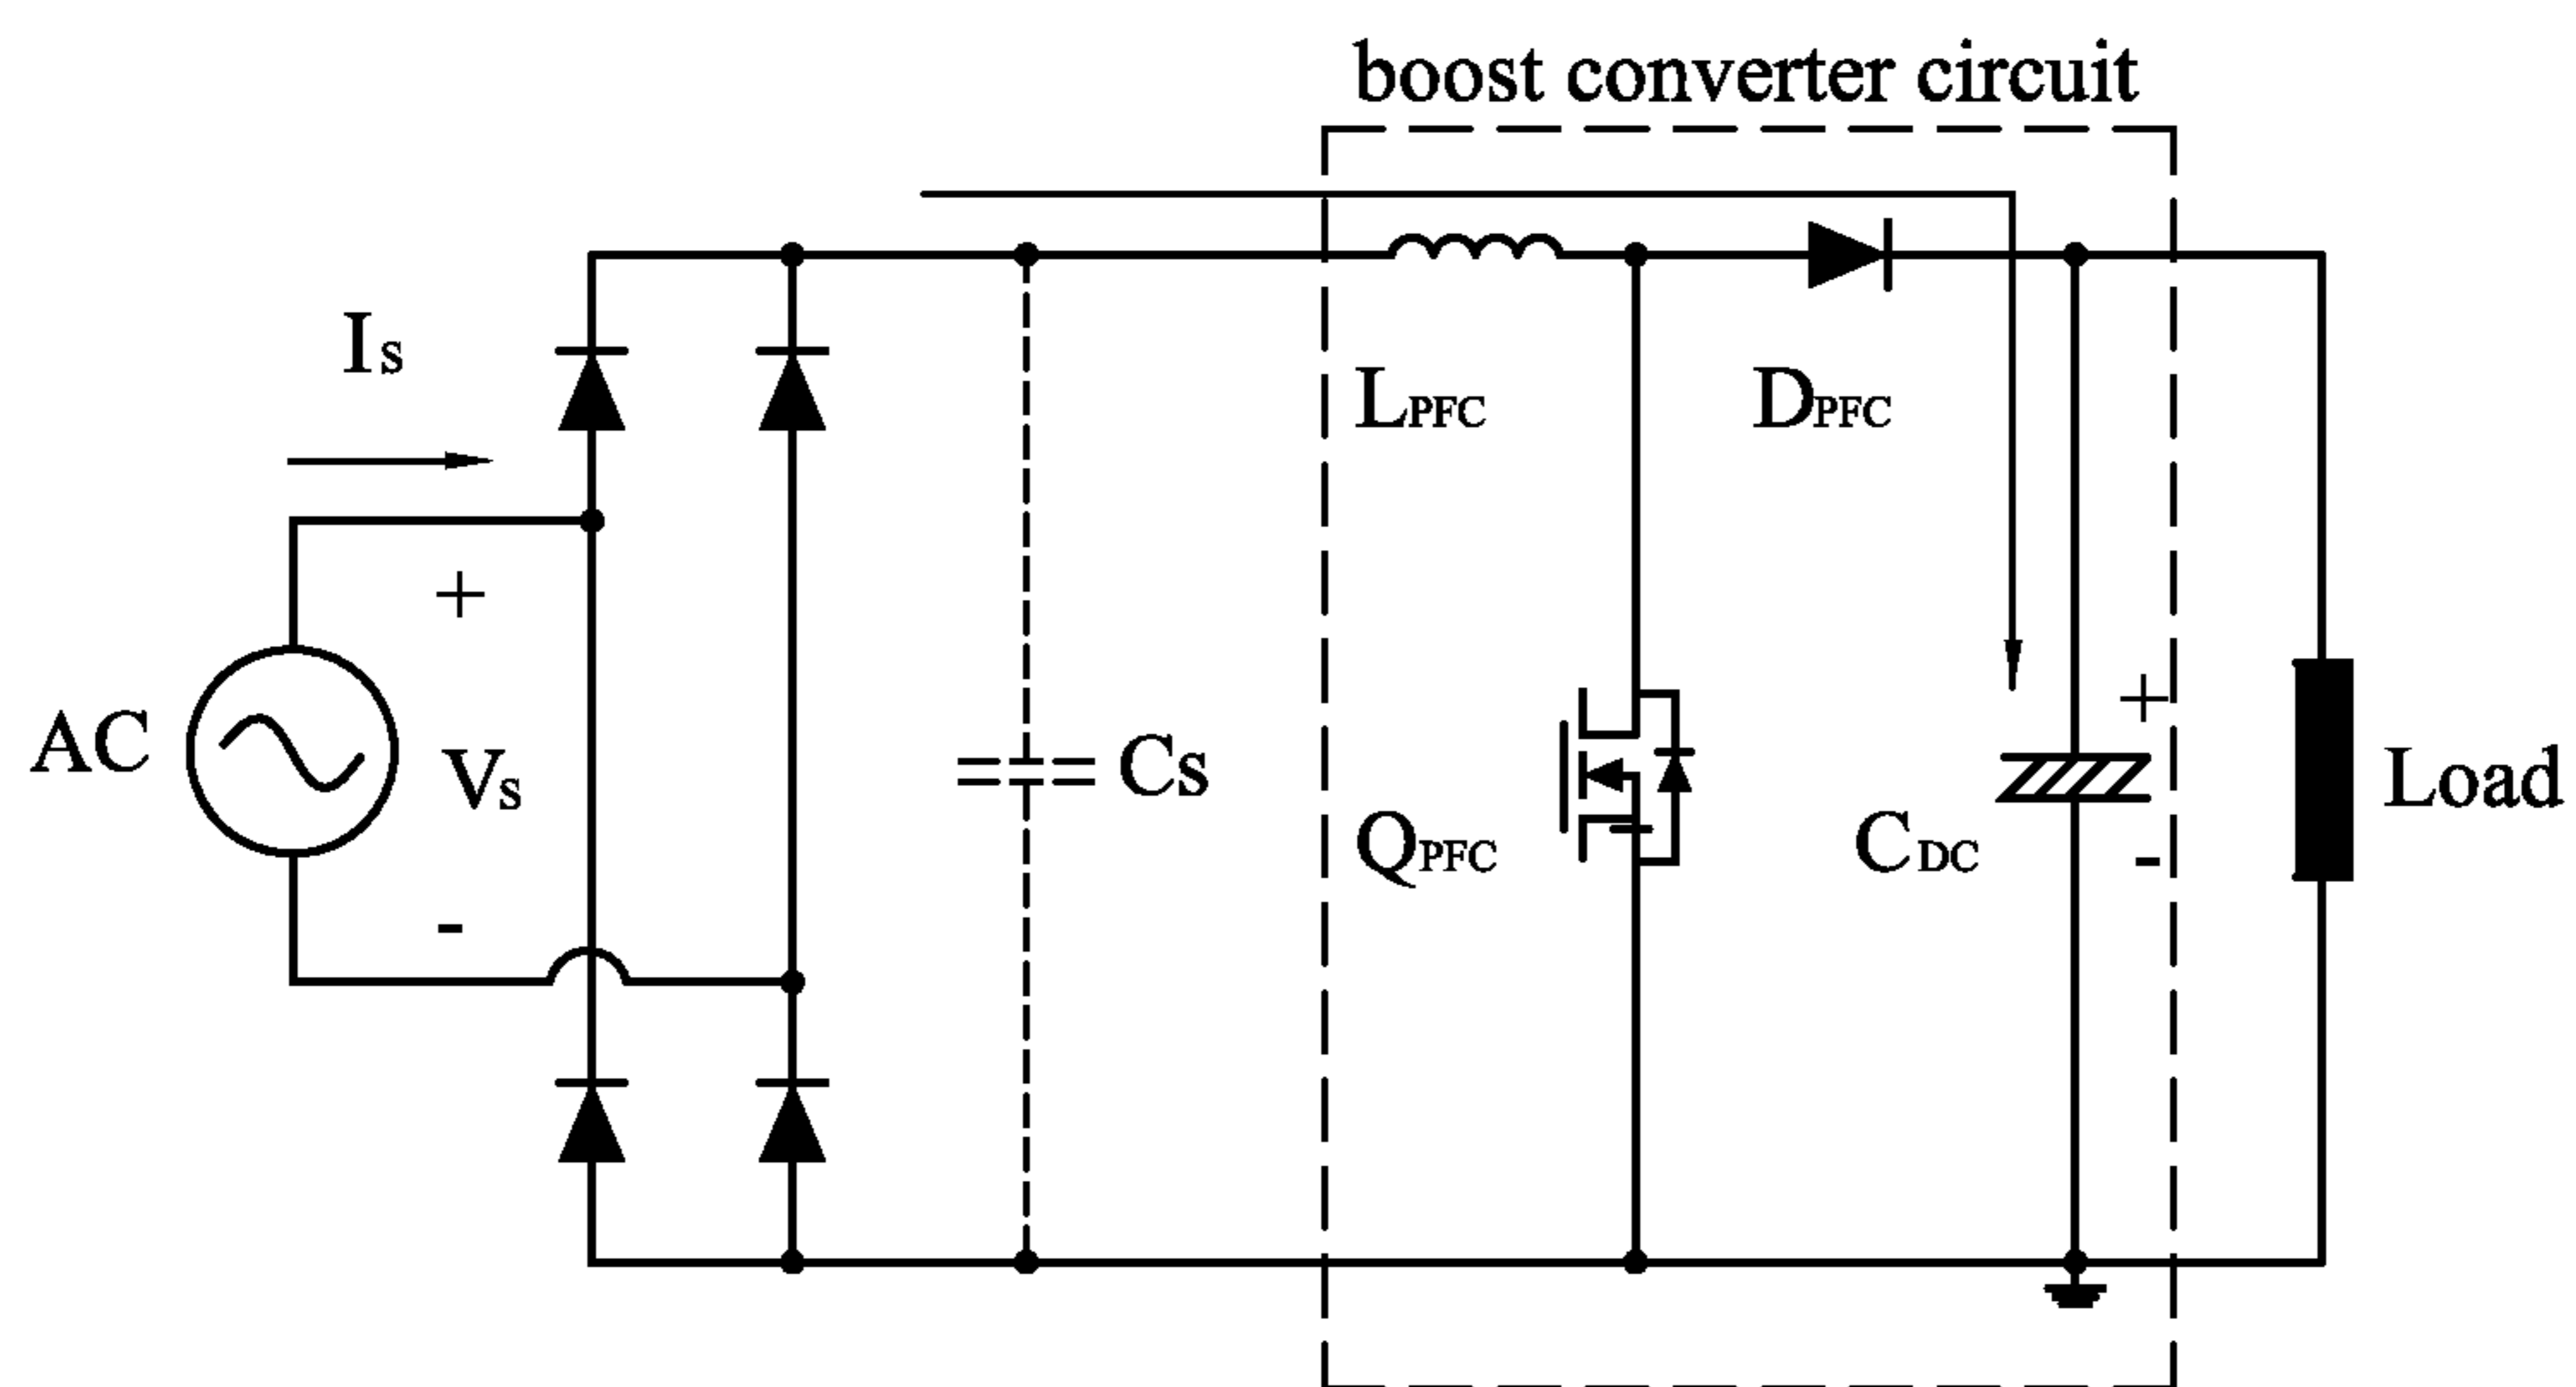 boost converter circuit
Is
LPFC
DPFC
+
AC
Vs
-
Cs
QPFC
CDC
+
-
Load